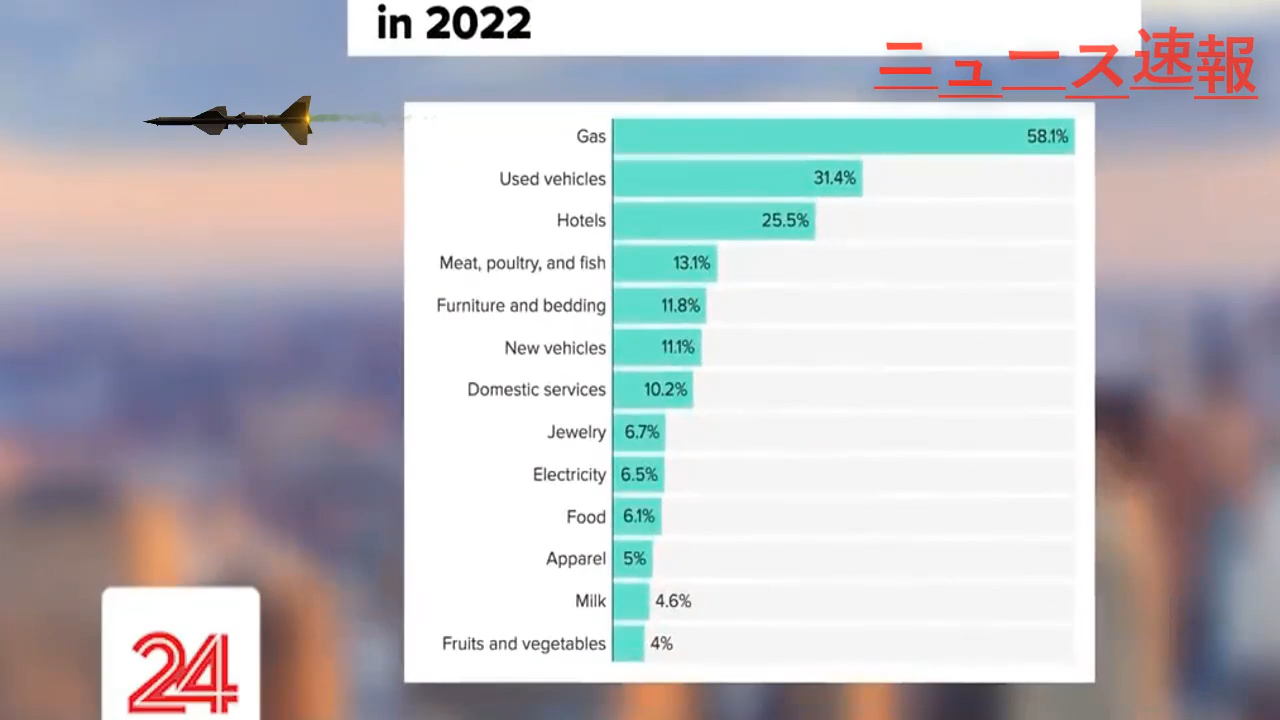 in 2022
ニュース速報
Gas 58.1%
Used vehicles 31.4%
Hotels 25.5%
Meat, poultry, and fish 13.1%
Furniture and bedding 11.8%
New vehicles 11.1%
Domestic services 10.2%
Jewelry 6.7%
Electricity 6.5%
Food 6.1%
Apparel 5%
Milk 4.6%
Fruits and vegetables 4%
24